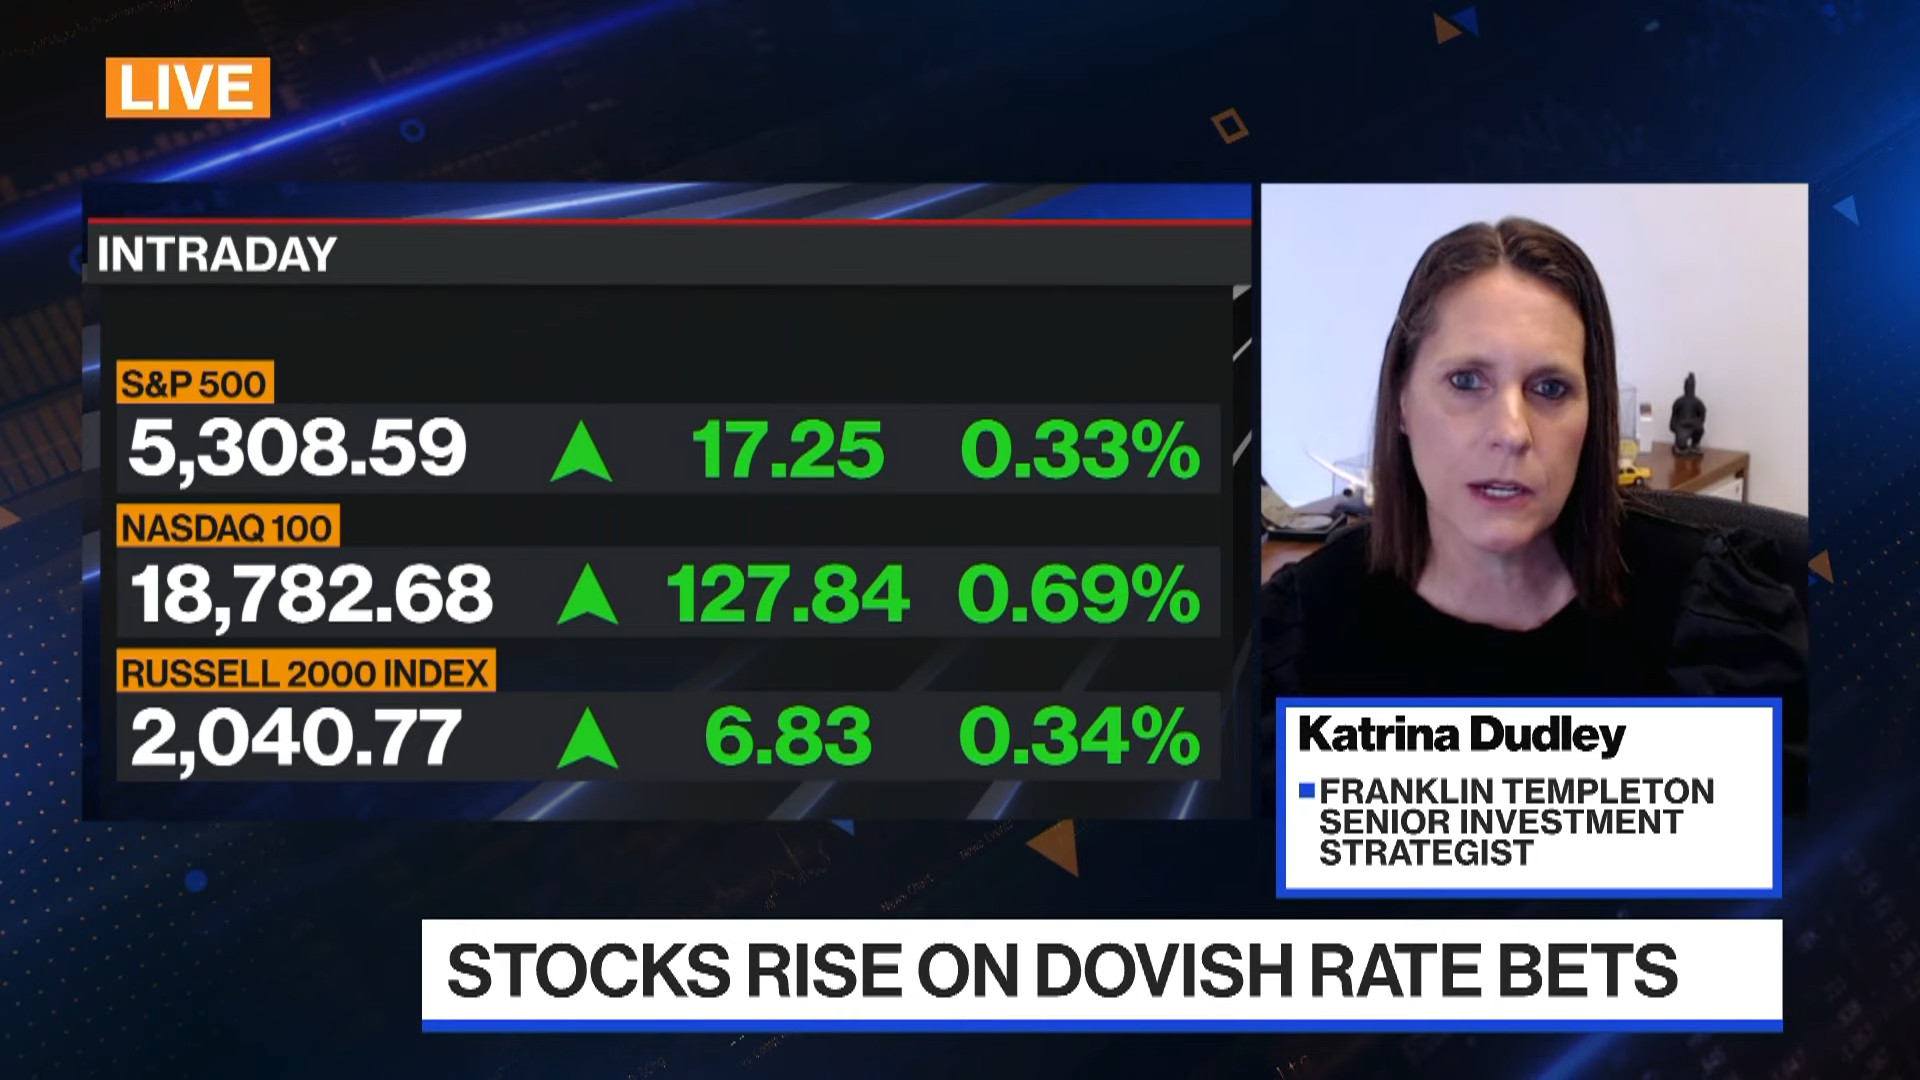 LIVE
INTRADAY
S&P 500
5,308.59 ▲ 17.25 0.33%
NASDAQ 100
18,782.68 ▲ 127.84 0.69%
RUSSELL 2000 INDEX
2,040.77 ▲ 6.83 0.34%
Katrina Dudley
FRANKLIN TEMPLETON
SENIOR INVESTMENT
STRATEGIST
STOCKS RISE ON DOVISH RATE BETS